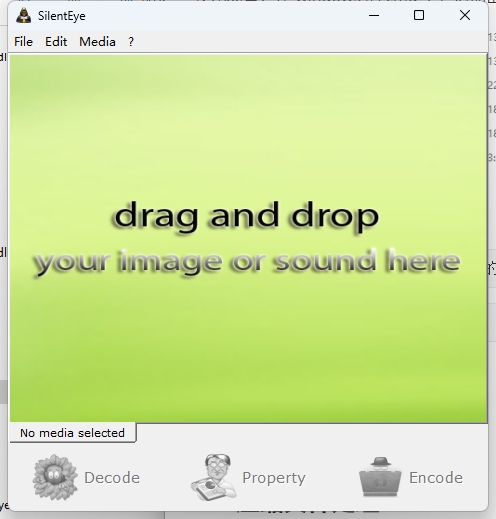 SilentEye
File Edit Media ?
drag and drop
your image or sound here
No media selected
Decode Property Encode